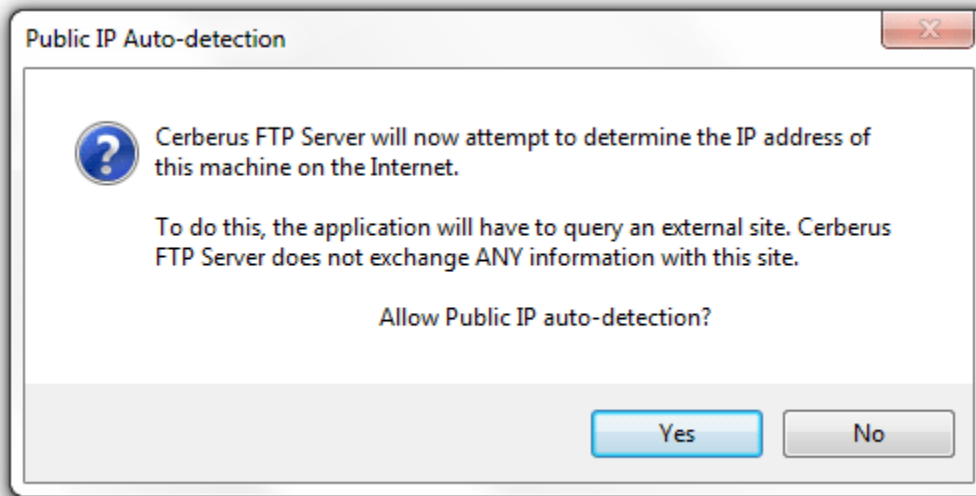 Public IP Auto-detection
Cerberus FTP Server will now attempt to determine the IP address of
this machine on the Internet.
To do this, the application will have to query an external site. Cerberus
FTP Server does not exchange ANY information with this site.
Allow Public IP auto-detection?
Yes
No